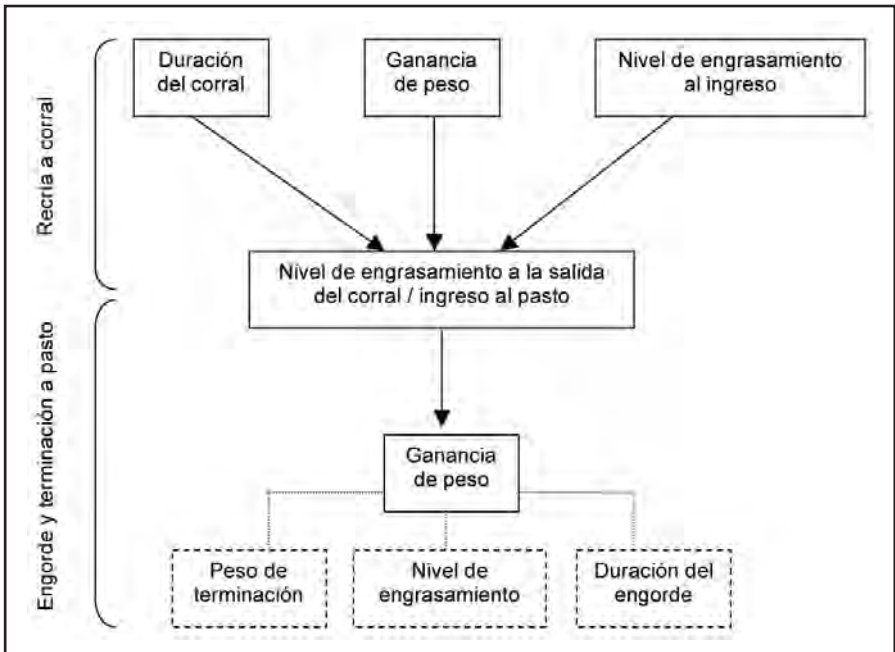 Recría a corral
Duración
del corral
Ganancia
de peso
Nivel de engrasamiento
al ingreso
Nivel de engrasamiento a la salida
del corral / ingreso al pasto
Engorde y terminación a pasto
Ganancia
de peso
Peso de
terminación
Nivel de
engrasamiento
Duración del
engorde